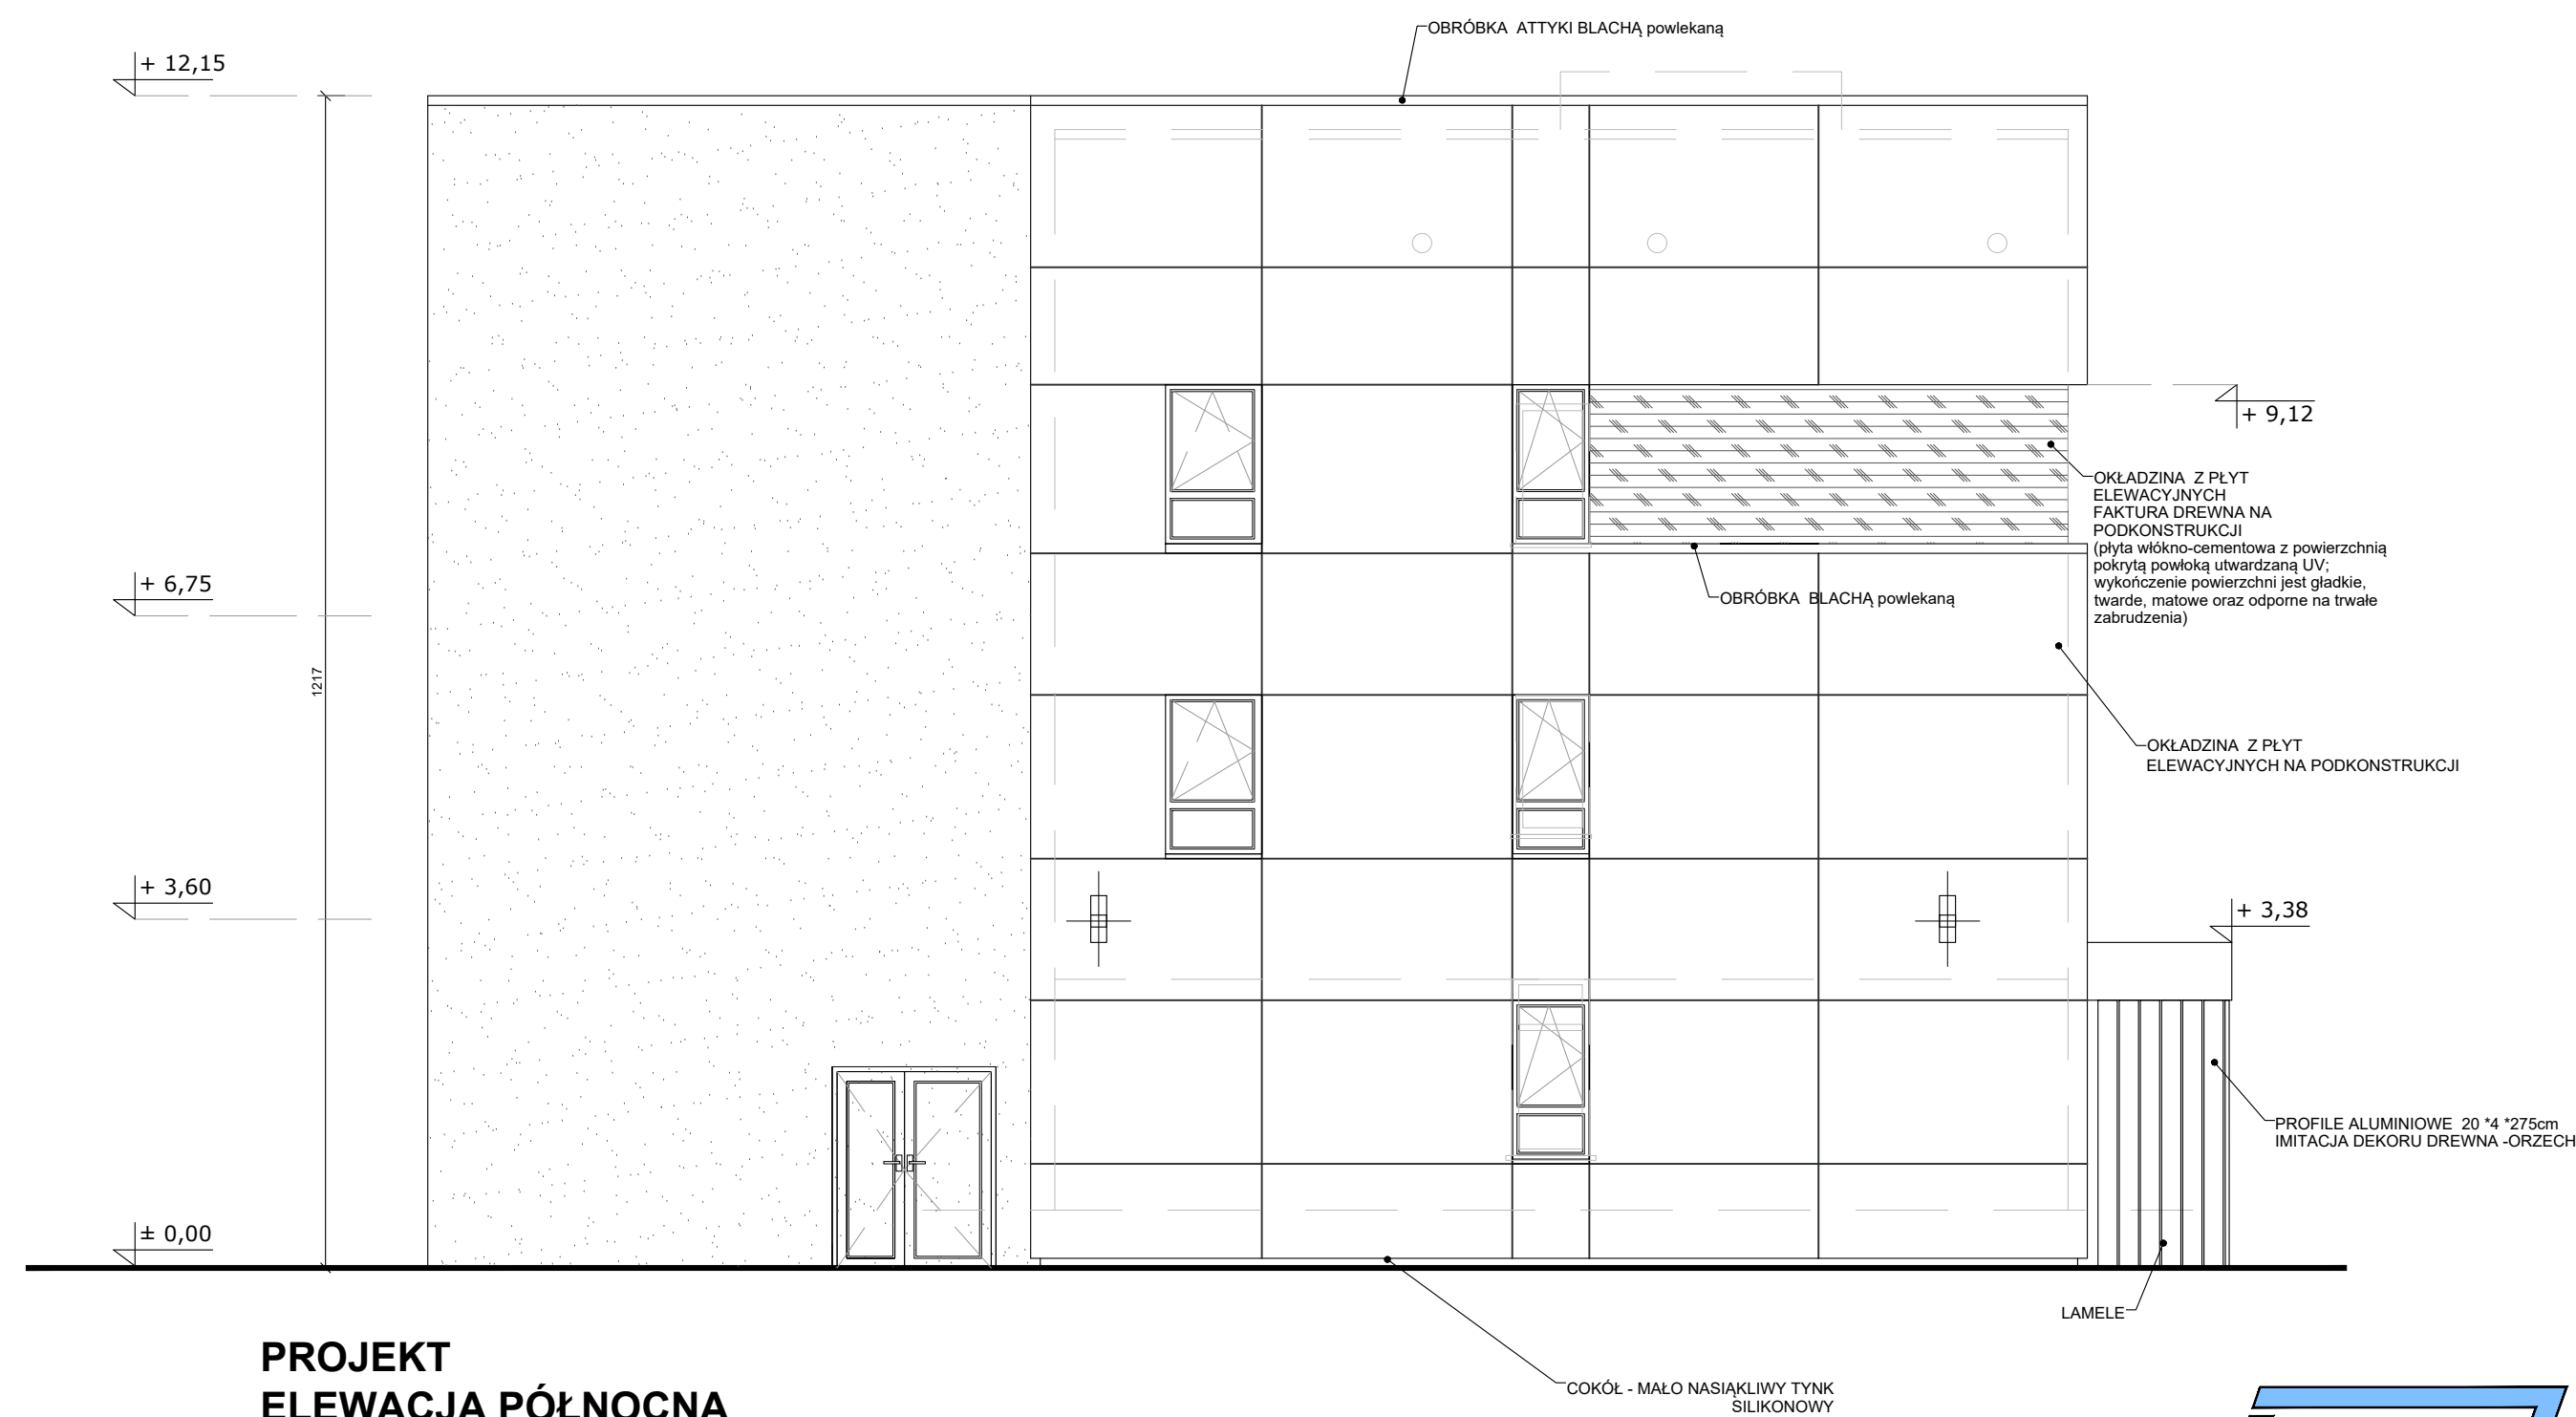 OBRÓBKA ATTYKI BLACHĄ powlekaną
+ 12,15
+ 9,12
OKŁADZINA Z PŁYT
ELEWACYJNYCH
FAKTURA DREWNA NA
PODKONSTRUKCJI
(płyta włókno-cementowa z powierzchnią
pokrytą powłoką utwardzaną UV;
wykończenie powierzchni jest gładkie,
twarde, matowe oraz odporne na trwałe
zabrudzenia)
+ 6,75
OBRÓBKA BLACHĄ powlekaną
1217
OKŁADZINA Z PŁYT
ELEWACYJNYCH NA PODKONSTRUKCJI
+ 3,60
+ 3,38
PROFILE ALUMINIOWE 20 *4 *275cm
IMITACJA DEKORU DREWNA -ORZECH
± 0,00
LAMELE
PROJEKT
ELEWACJA PÓŁNOCNA
COKÓŁ - MAŁO NASIĄKLIWY TYNK
SILIKONOWY